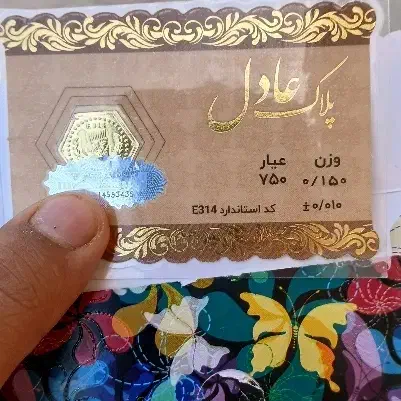 پلاک عادل
وزن عیار
۰/۱۵۰ ۷۵۰
±۰/۰۱۰ کد استاندارد E314